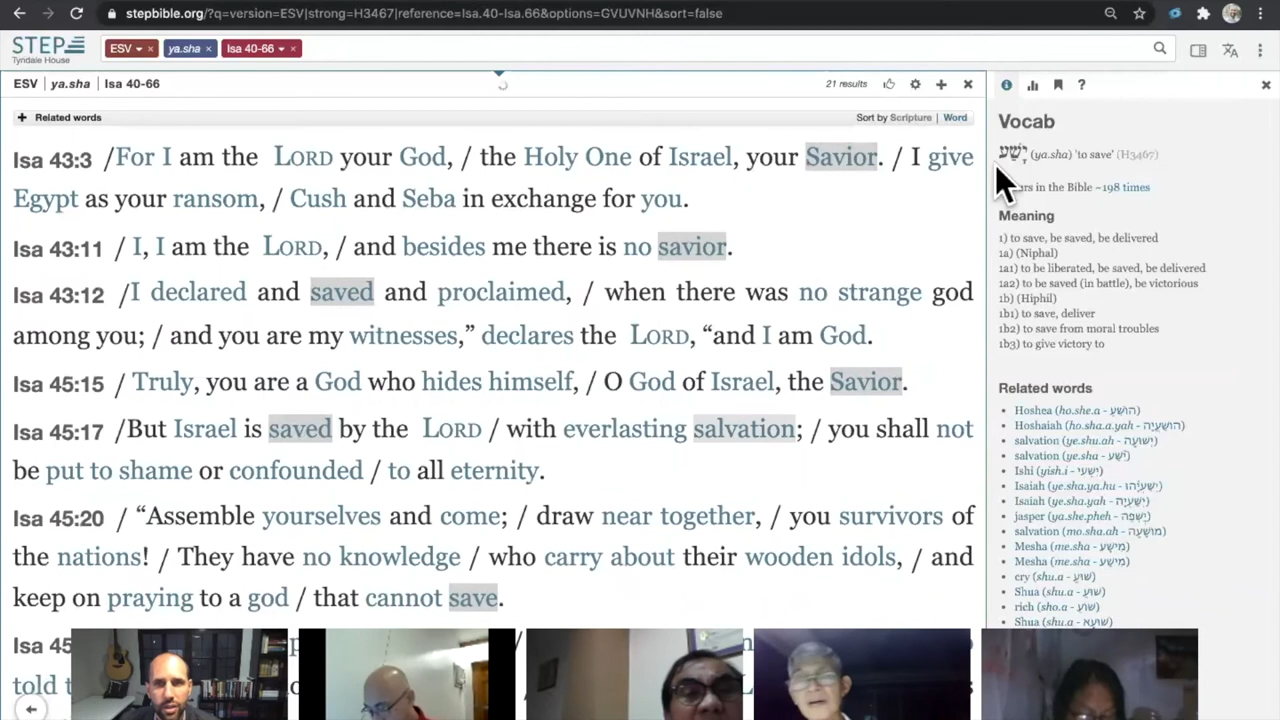 stepbible.org/?q=version=ESV|strong=H3467|reference=Isa.40-Isa.66&options=GVUVNH&sort=false
STEP
Tyndale House
ESV × ya.sha × Isa 40-66 ×
ESV | ya.sha | Isa 40-66
21 results
Related words
Sort by Scripture | Word
Isa 43:3 /For I am the LORD your God, / the Holy One of Israel, your Savior. / I give
Egypt as your ransom, / Cush and Seba in exchange for you.
Isa 43:11 / I, I am the LORD, / and besides me there is no savior.
Isa 43:12 /I declared and saved and proclaimed, / when there was no strange god
among you; / and you are my witnesses,” declares the LORD, “and I am God.
Isa 45:15 / Truly, you are a God who hides himself, / O God of Israel, the Savior.
Isa 45:17 /But Israel is saved by the LORD / with everlasting salvation; / you shall not
be put to shame or confounded / to all eternity.
Isa 45:20 / “Assemble yourselves and come; / draw near together, / you survivors of
the nations! / They have no knowledge / who carry about their wooden idols, / and
keep on praying to a god / that cannot save.
Isa 45
told
Vocab
יָשַׁע (ya.sha) 'to save' (H3467)
in the Bible ~198 times
Meaning
1) to save, be saved, be delivered
1a) (Niphal)
1a1) to be liberated, be saved, be delivered
1a2) to be saved (in battle), be victorious
1b) (Hiphil)
1b1) to save, deliver
1b2) to save from moral troubles
1b3) to give victory to
Related words
Hoshea (ho.she.a - הוֹשֵׁעַ)
Hoshaiah (ho.sha.a.yah - הוֹשַׁעְיָה)
salvation (ye.shu.ah - יְשׁוּעָה)
salvation (ye.sha - יֵשַׁע)
Ishi (yish.i - יִשְׁעִי)
Isaiah (ye.sha.ya.hu - יְשַׁעְיָהוּ)
Isaiah (ye.sha.yah - יְשַׁעְיָה)
jasper (ya.she.pheh - יָשְׁפֵה)
salvation (mo.sha.ah - מוֹשָׁעָה)
Mesha (me.sha - מֵישָׁע)
Mesha (me.sha - מֵישַׁע)
cry (shu.a - שׁוּעַ)
Shua (shu.a - שׁוּעַ)
rich (sho.a - שׁוֹעַ)
Shua (shu.a - שׁוּעָא)